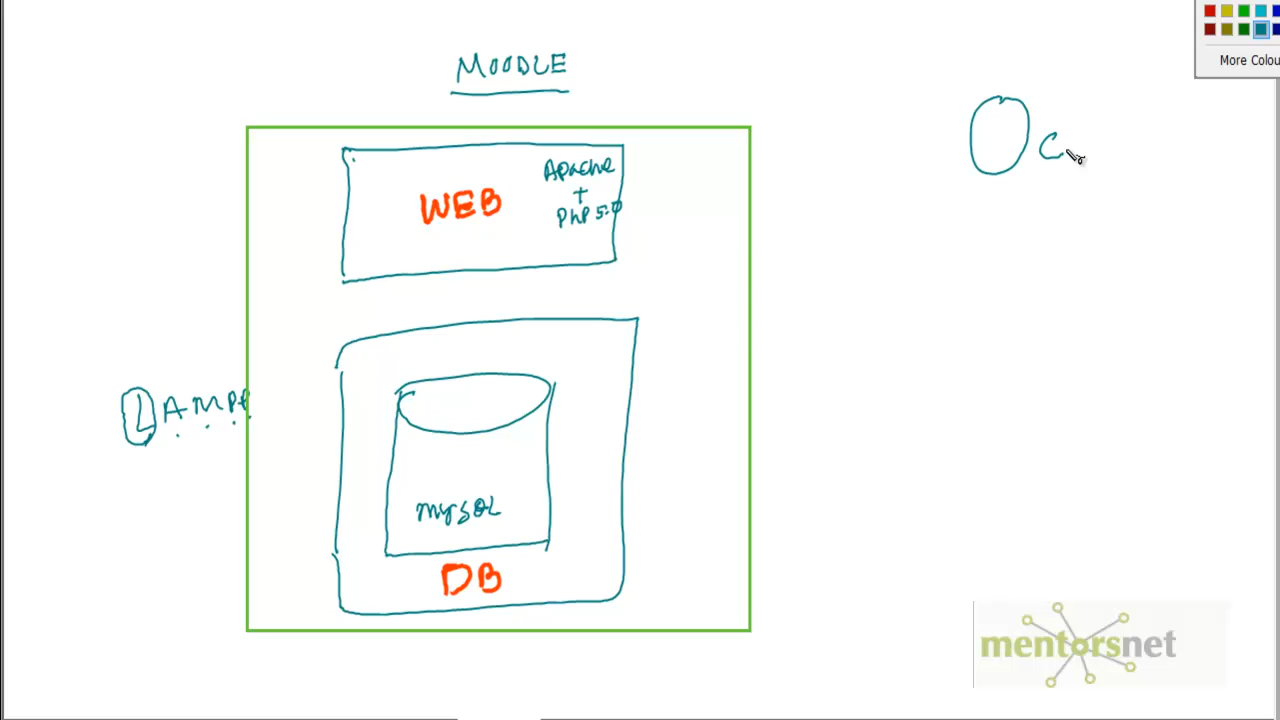 More Colou
MOODLE
Apache
+
PhP 5.0
WEB
C
LAMP
mysQL
DB
mentorsnet